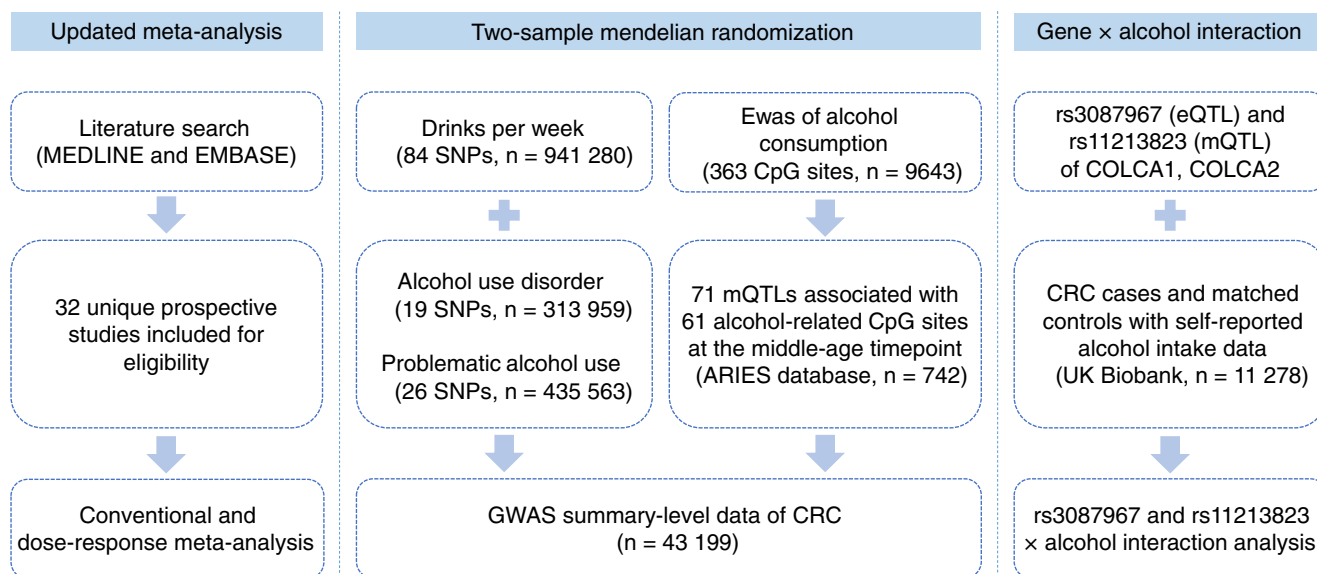 Updated meta-analysis
Literature search
(MEDLINE and EMBASE)
32 unique prospective
studies included for
eligibility
Conventional and
dose-response meta-analysis
Two-sample mendelian randomization
Drinks per week
(84 SNPs, n = 941 280)
Alcohol use disorder
(19 SNPs, n = 313 959)
Problematic alcohol use
(26 SNPs, n = 435 563)
Ewas of alcohol
consumption
(363 CpG sites, n = 9643)
71 mQTLs associated with
61 alcohol-related CpG sites
at the middle-age timepoint
(ARIES database, n = 742)
GWAS summary-level data of CRC
(n = 43 199)
Gene × alcohol interaction
rs3087967 (eQTL) and
rs11213823 (mQTL)
of COLCA1, COLCA2
CRC cases and matched
controls with self-reported
alcohol intake data
(UK Biobank, n = 11 278)
rs3087967 and rs11213823
× alcohol interaction analysis